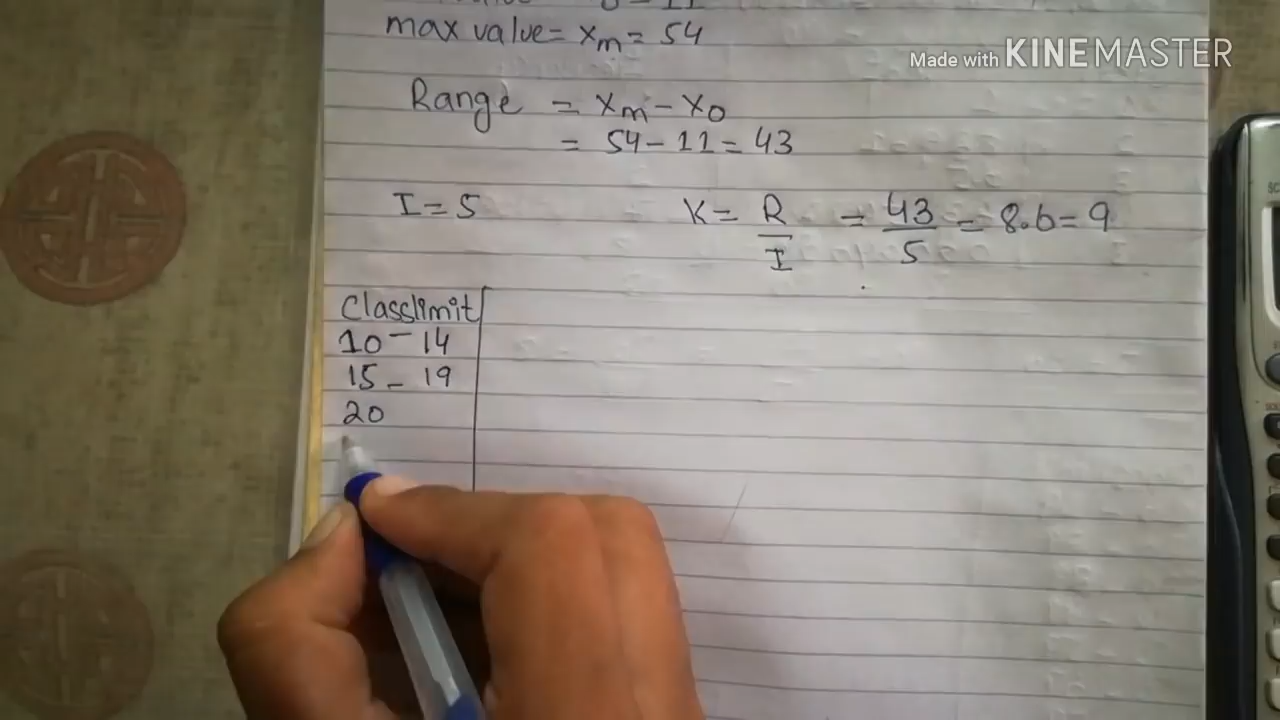 max value = xm = 54
Made with KINEMASTER
Range = xm - x0
= 54 - 11 = 43
I = 5 K = R/I = 43/5 = 8.6 = 9
Classlimit
10 - 14
15 - 19
20